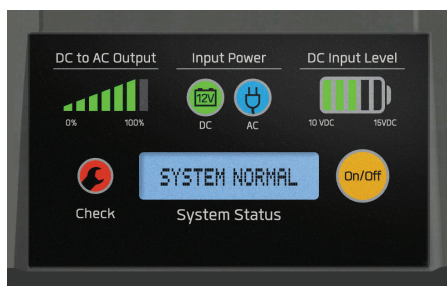 DC to AC Output
Input Power
DC Input Level
12V
0%
100%
DC
AC
10 VDC
15VDC
SYSTEM NORMAL
On/Off
Check
System Status